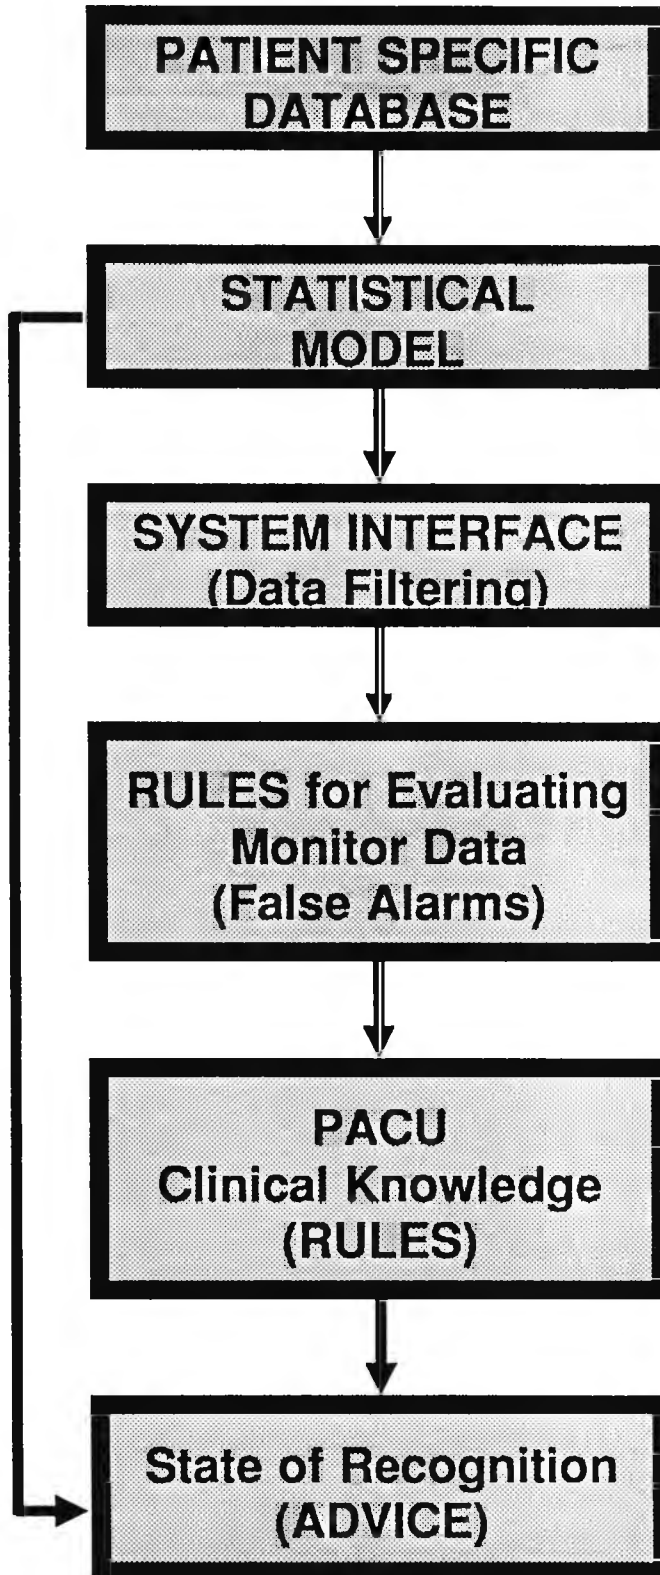 PATIENT SPECIFIC
DATABASE
STATISTICAL
MODEL
SYSTEM INTERFACE
(Data Filtering)
RULES for Evaluating
Monitor Data
(False Alarms)
PACU
Clinical Knowledge
(RULES)
State of Recognition
(ADVICE)